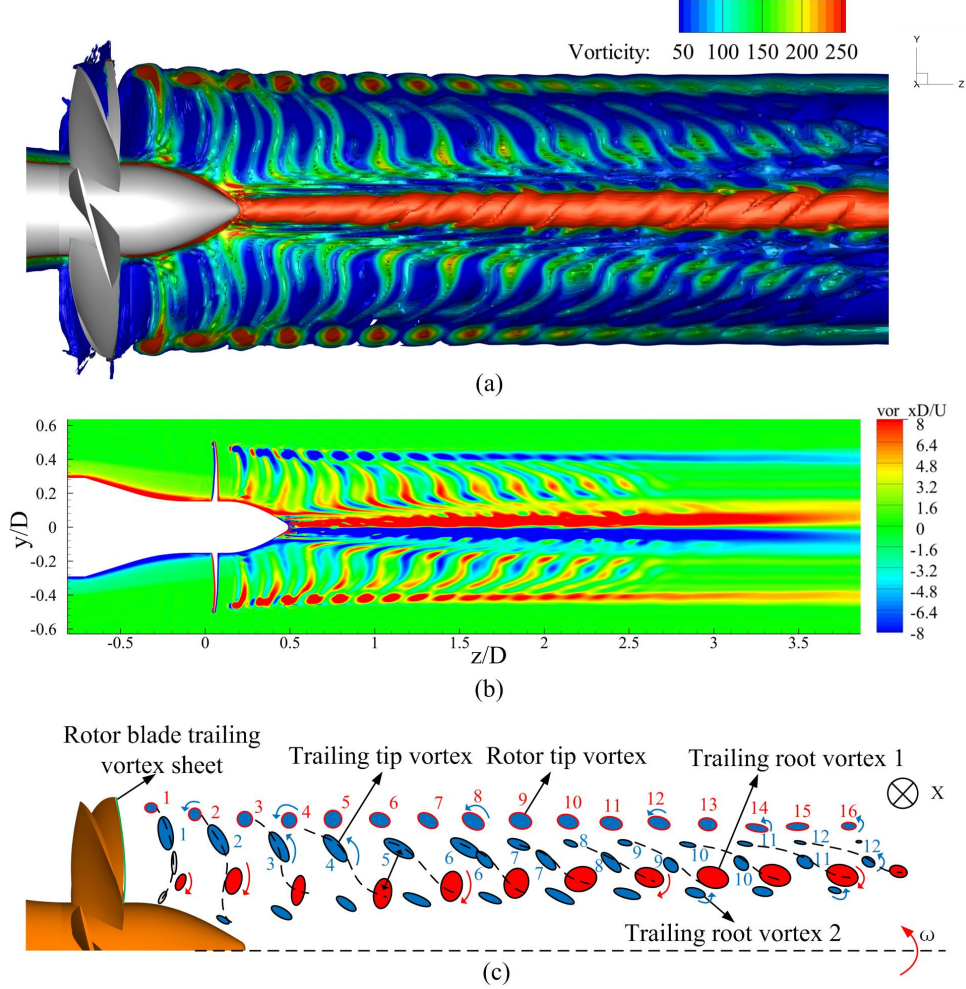 Vorticity: 50 100 150 200 250
Y
X Z
(a)
vor_xD/U
0.6
0.4
0.2
0
-0.2
-0.4
-0.6
y/D
-0.5 0 0.5 1 1.5 2 2.5 3 3.5
z/D
8
6.4
4.8
3.2
1.6
0
-1.6
-3.2
-4.8
-6.4
-8
(b)
Rotor blade trailing
vortex sheet
Trailing tip vortex
Rotor tip vortex
Trailing root vortex 1
X
1 2 3 4 5 6 7 8 9 10 11 12 13 14 15 16
1 2 3 4 5 6 7 8 9 10 11 12
6 7 8 9 10 11 12
Trailing root vortex 2
ω
(c)